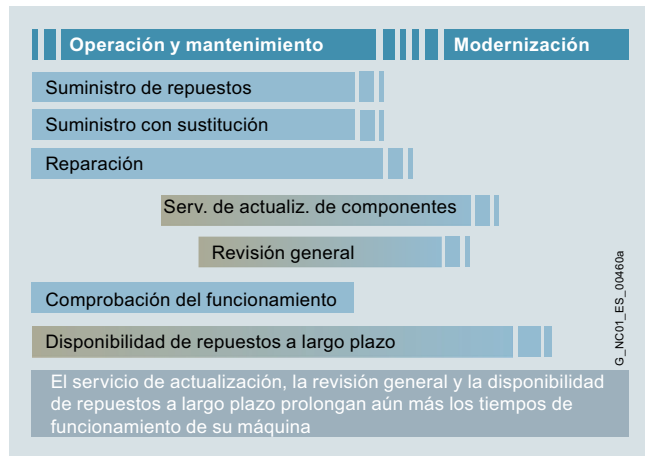 Operación y mantenimiento
Modernización
Suministro de repuestos
Suministro con sustitución
Reparación
Serv. de actualiz. de componentes
Revisión general
Comprobación del funcionamiento
Disponibilidad de repuestos a largo plazo
El servicio de actualización, la revisión general y la disponibilidad
de repuestos a largo plazo prolongan aún más los tiempos de
funcionamiento de su máquina
G_NC01_ES_00460a